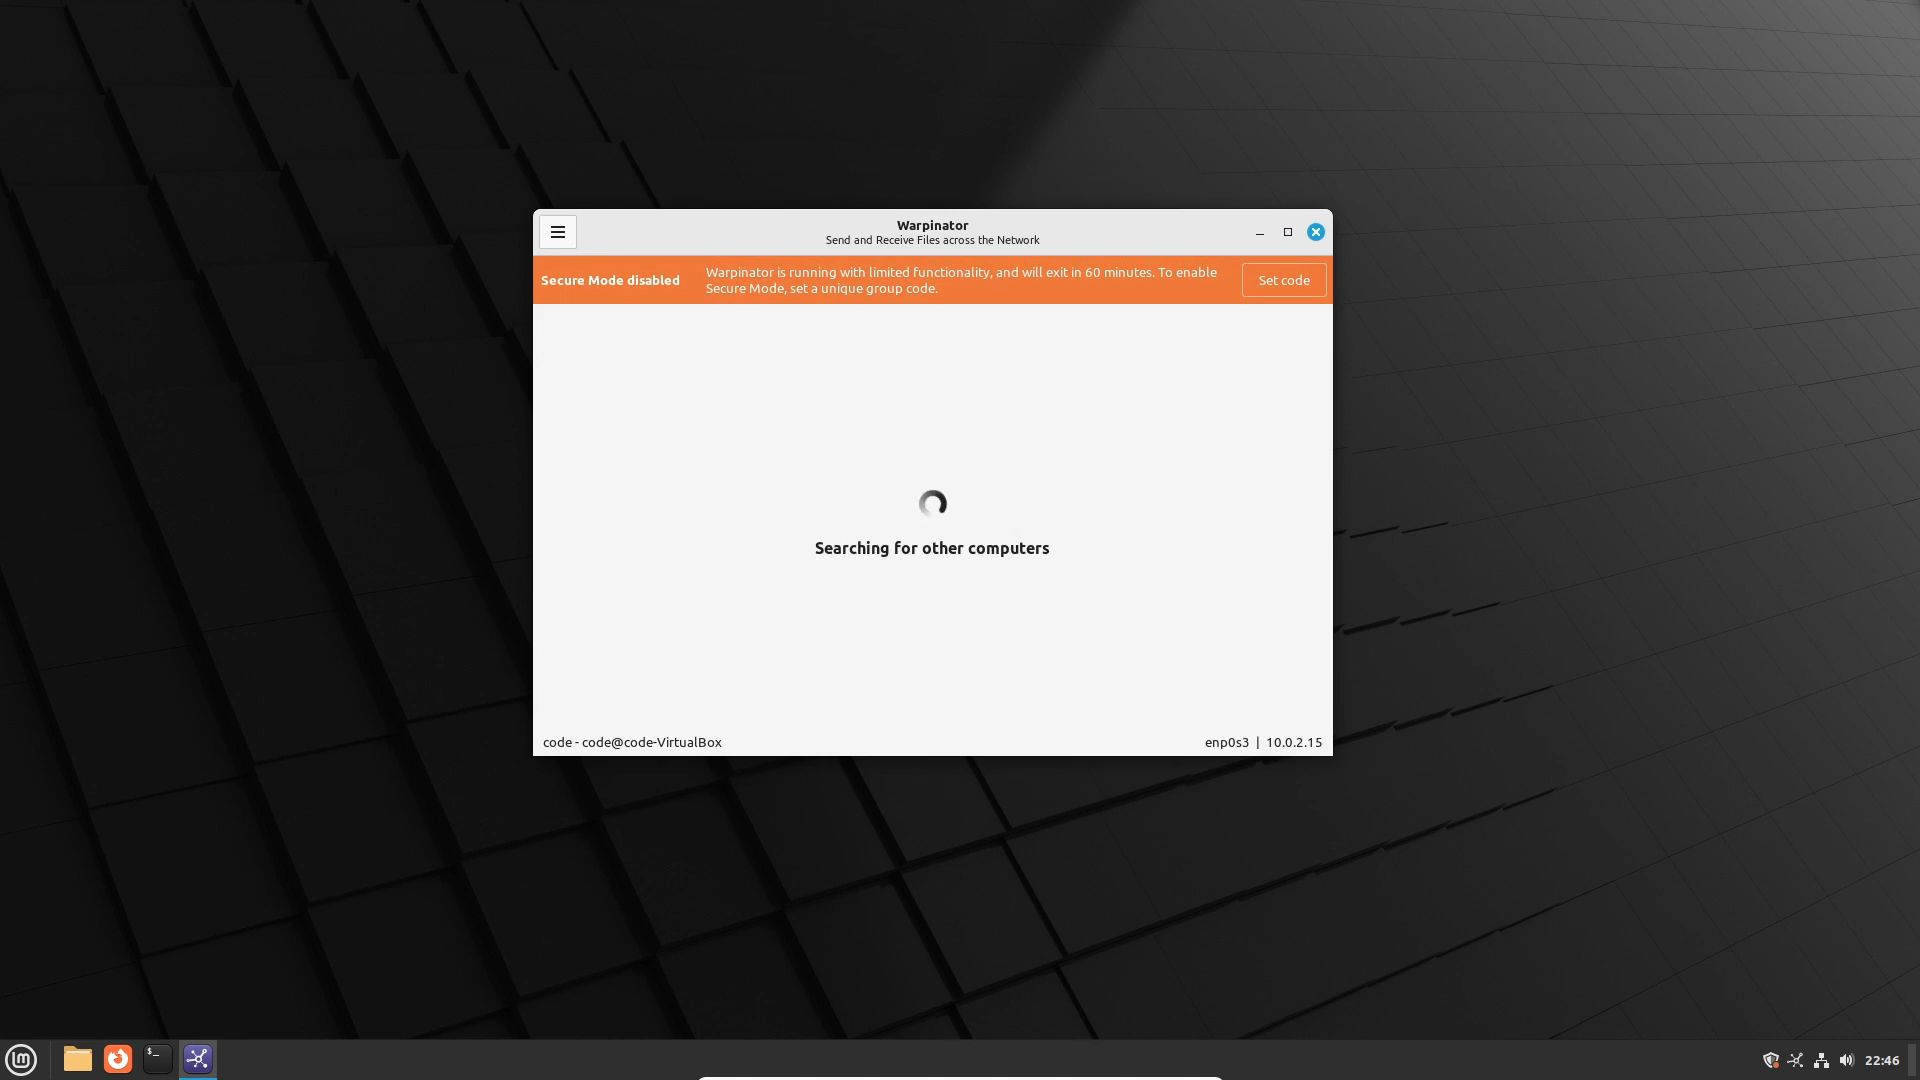 Warpinator
Send and Receive Files across the Network
Secure Mode disabled
Warpinator is running with limited functionality, and will exit in 60 minutes. To enable
Secure Mode, set a unique group code.
Set code
Searching for other computers
code - code@code-VirtualBox
enp0s3 | 10.0.2.15
lm
$_
22:46